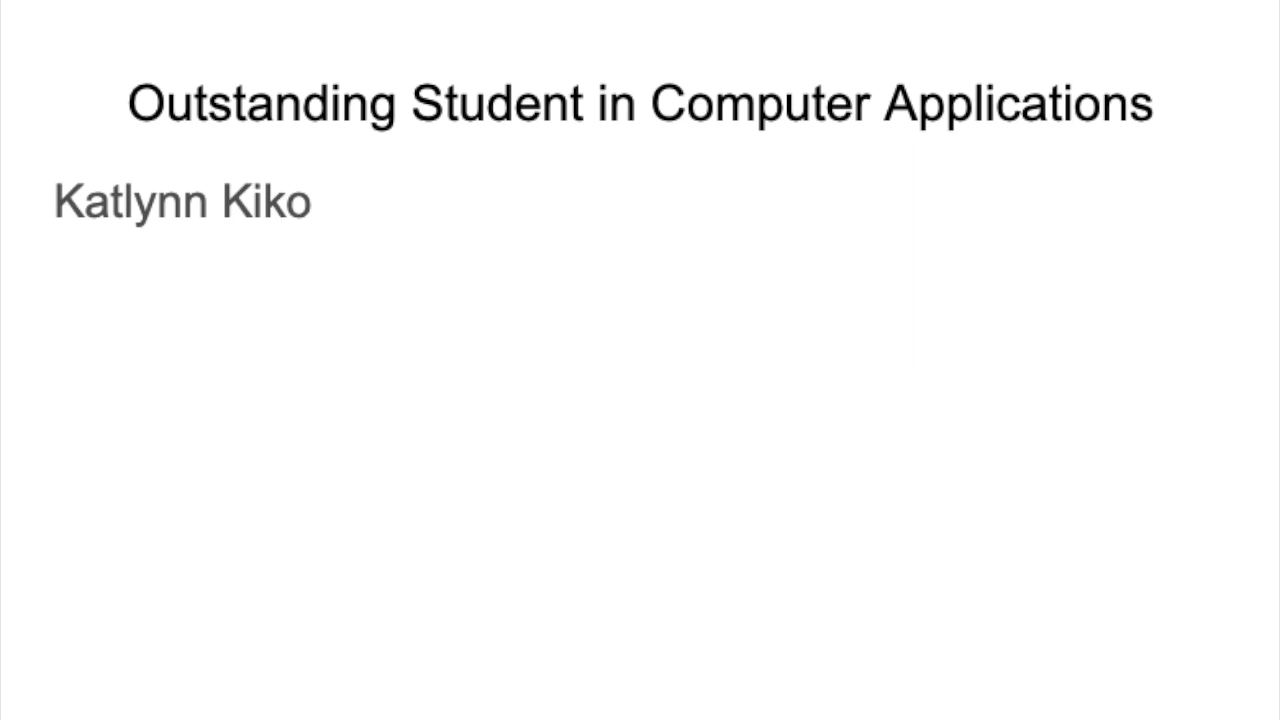 Outstanding Student in Computer Applications
Katlynn Kiko